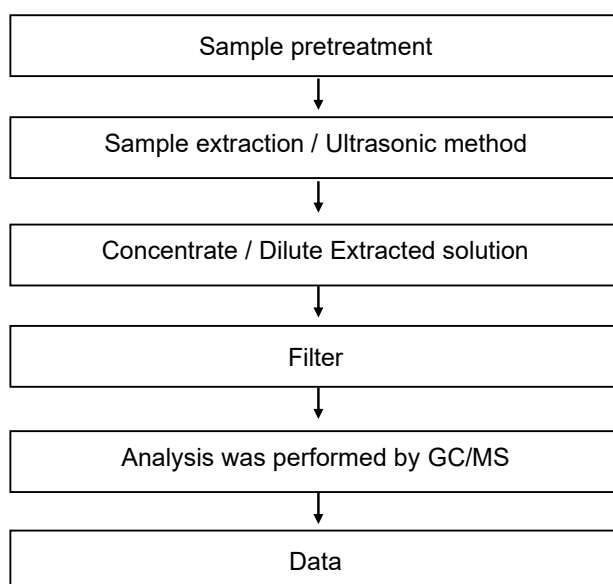 Sample pretreatment
Sample extraction / Ultrasonic method
Concentrate / Dilute Extracted solution
Filter
Analysis was performed by GC/MS
Data